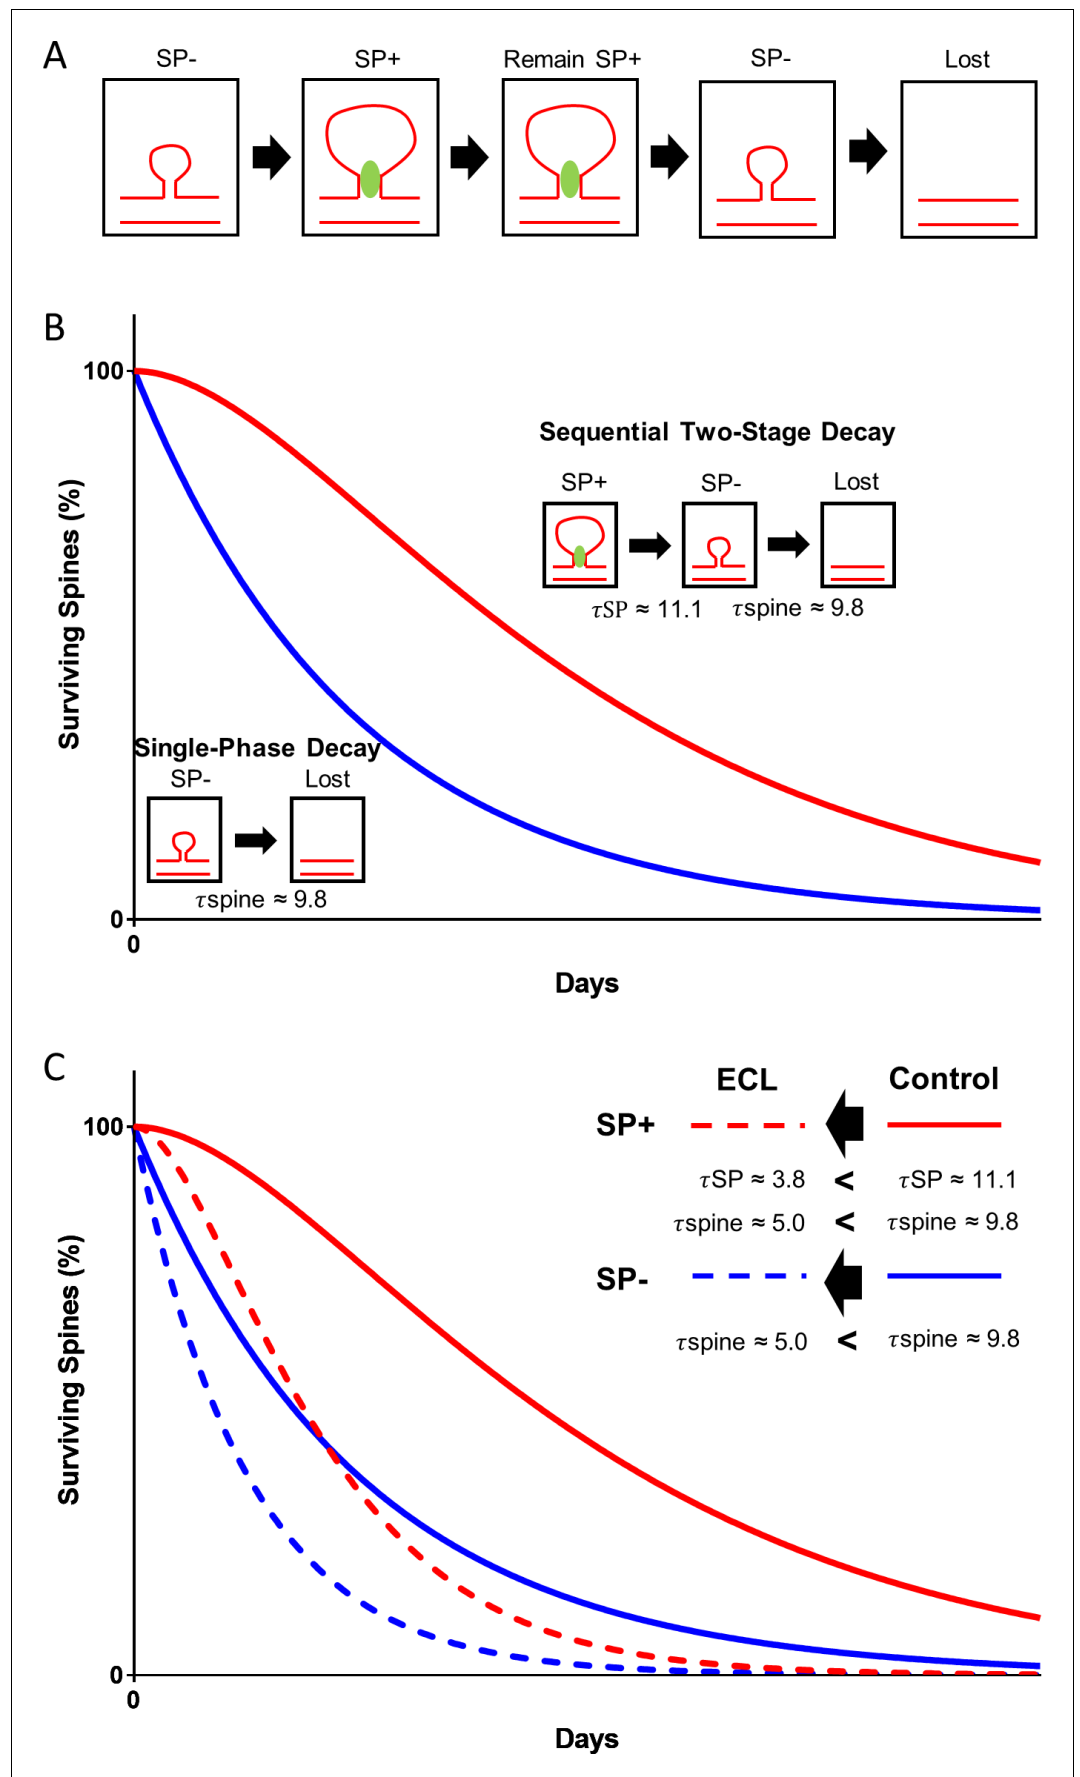 A
SP- SP+ Remain SP+ SP- Lost
B
100
Sequential Two-Stage Decay
SP+ SP- Lost
τSP ≈ 11.1 τspine ≈ 9.8
Surviving Spines (%)
Single-Phase Decay
SP- Lost
τspine ≈ 9.8
0
0
Days
C
ECL Control
100
SP+
τSP ≈ 3.8 < τSP ≈ 11.1
τspine ≈ 5.0 < τspine ≈ 9.8
SP-
τspine ≈ 5.0 < τspine ≈ 9.8
Surviving Spines (%)
0
0
Days